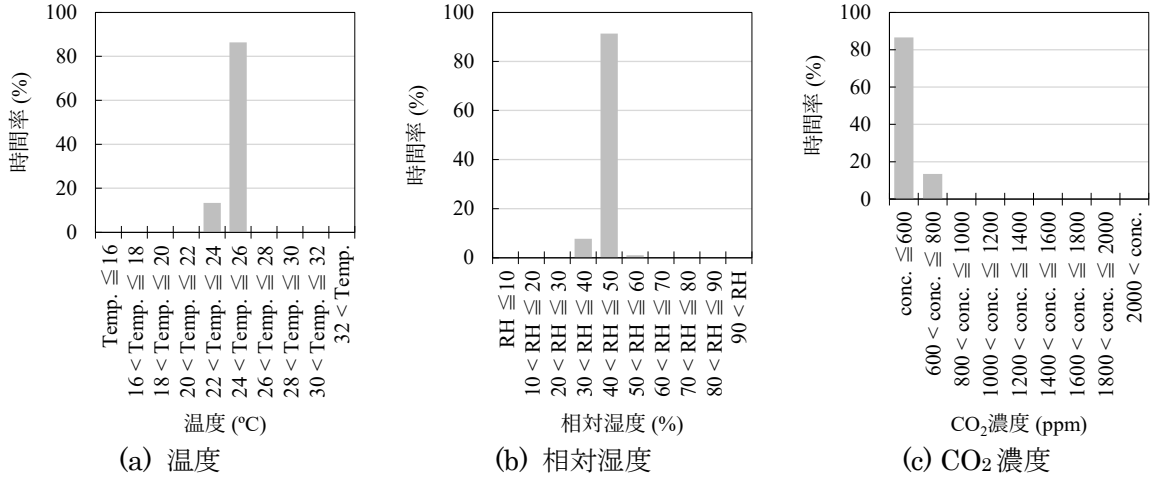 100
80
60
40
20
0
時間率 (%)
Temp. ≦ 16
16 < Temp. ≦ 18
18 < Temp. ≦ 20
20 < Temp. ≦ 22
22 < Temp. ≦ 24
24 < Temp. ≦ 26
26 < Temp. ≦ 28
28 < Temp. ≦ 30
30 < Temp. ≦ 32
32 < Temp.
温度 (ºC)
(a) 温度
100
80
60
40
20
0
時間率 (%)
RH ≦ 10
10 < RH ≦ 20
20 < RH ≦ 30
30 < RH ≦ 40
40 < RH ≦ 50
50 < RH ≦ 60
60 < RH ≦ 70
70 < RH ≦ 80
80 < RH ≦ 90
90 < RH
相対湿度 (%)
(b) 相対湿度
100
80
60
40
20
0
時間率 (%)
conc. ≦600
600 < conc. ≦ 800
800 < conc. ≦ 1000
1000 < conc. ≦ 1200
1200 < conc. ≦ 1400
1400 < conc. ≦ 1600
1600 < conc. ≦ 1800
1800 < conc. ≦ 2000
2000 < conc.
CO₂濃度 (ppm)
(c) CO₂ 濃度